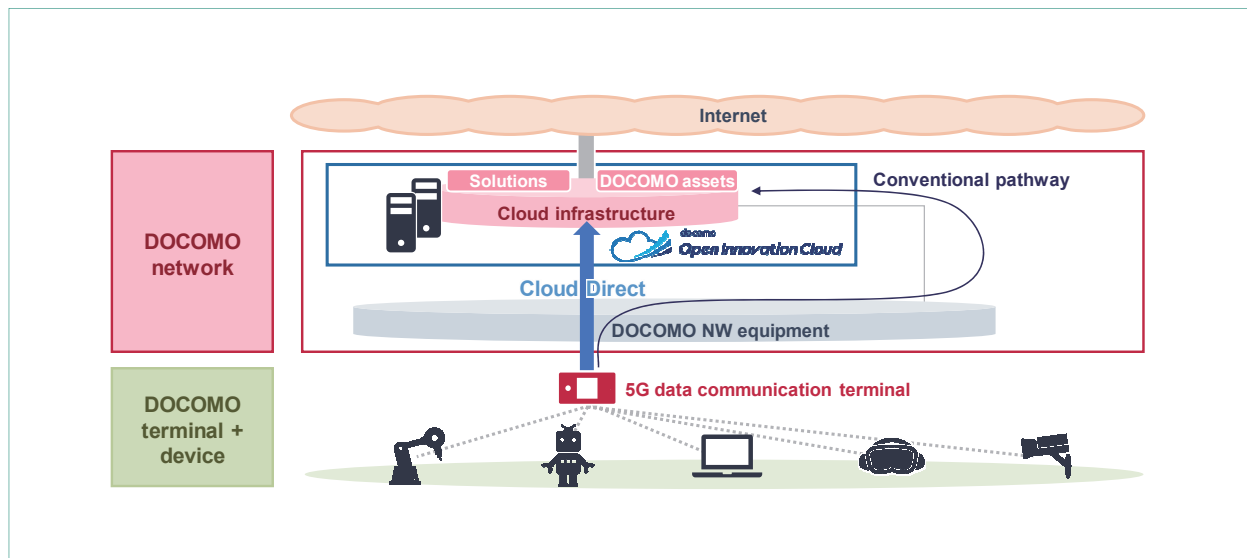 Internet
DOCOMO
network
Solutions
DOCOMO assets
Conventional pathway
Cloud infrastructure
docomo
Open Innovation Cloud
Cloud Direct
DOCOMO NW equipment
DOCOMO
terminal +
device
5G data communication terminal